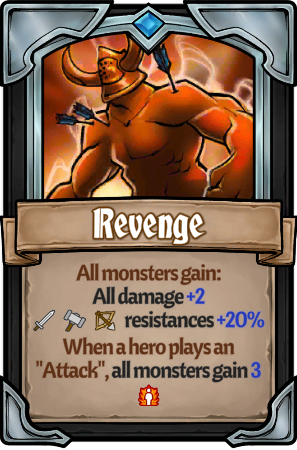 Revenge
All monsters gain:
All damage +2
resistances +20%
When a hero plays an
"Attack", all monsters gain 3